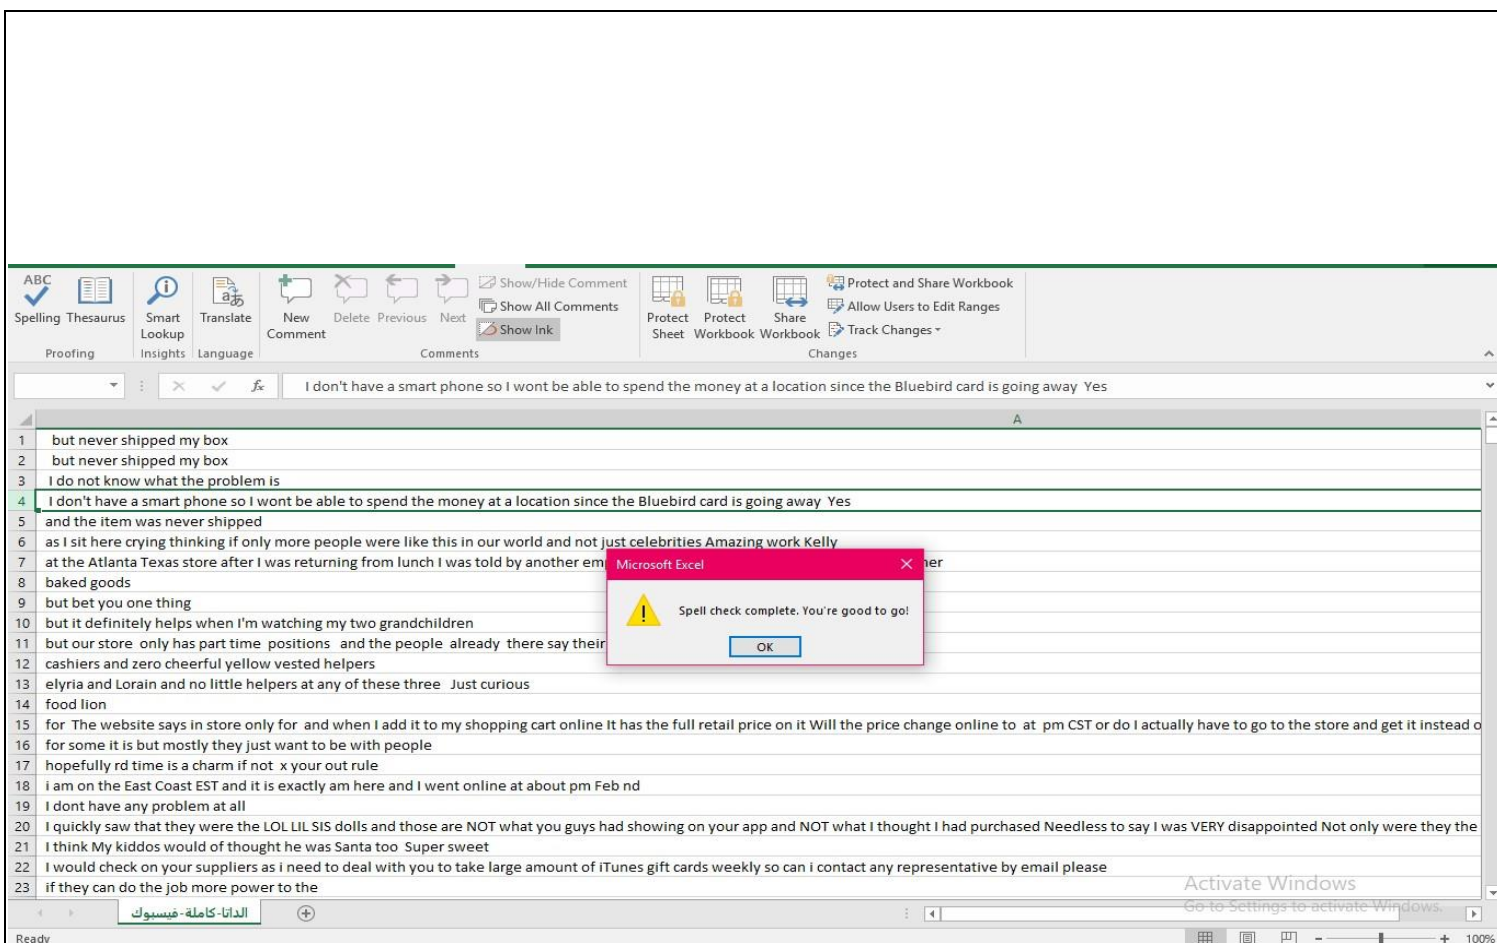 ABC
Spelling Thesaurus Smart Lookup Translate New Comment Delete Previous Next Show/Hide Comment
Show All Comments
Show Ink
Protect Sheet Protect Workbook Share Workbook Protect and Share Workbook
Allow Users to Edit Ranges
Track Changes
Proofing Insights Language Comments Changes
fx I don't have a smart phone so I wont be able to spend the money at a location since the Bluebird card is going away Yes
A
1 but never shipped my box
2 but never shipped my box
3 I do not know what the problem is
4 I don't have a smart phone so I wont be able to spend the money at a location since the Bluebird card is going away Yes
5 and the item was never shipped
6 as I sit here crying thinking if only more people were like this in our world and not just celebrities Amazing work Kelly
7 at the Atlanta Texas store after I was returning from lunch I was told by another em
8 baked goods
9 but bet you one thing
10 but it definitely helps when I'm watching my two grandchildren
11 but our store only has part time positions and the people already there say their
12 cashiers and zero cheerful yellow vested helpers
13 elyria and Lorain and no little helpers at any of these three Just curious
14 food lion
15 for The website says in store only for and when I add it to my shopping cart online It has the full retail price on it Will the price change online to at pm CST or do I actually have to go to the store and get it instead o
16 for some it is but mostly they just want to be with people
17 hopefully rd time is a charm if not x your out rule
18 i am on the East Coast EST and it is exactly am here and I went online at about pm Feb nd
19 I dont have any problem at all
20 I quickly saw that they were the LOL LIL SIS dolls and those are NOT what you guys had showing on your app and NOT what I thought I had purchased Needless to say I was VERY disappointed Not only were they the
21 I think My kiddos would of thought he was Santa too Super sweet
22 I would check on your suppliers as i need to deal with you to take large amount of iTunes gift cards weekly so can i contact any representative by email please
23 if they can do the job more power to the
Microsoft Excel
Spell check complete. You're good to go!
OK
Activate Windows
Go to Settings to activate Windows.
الداتا-كاملة-فيسبوك
Ready
100%